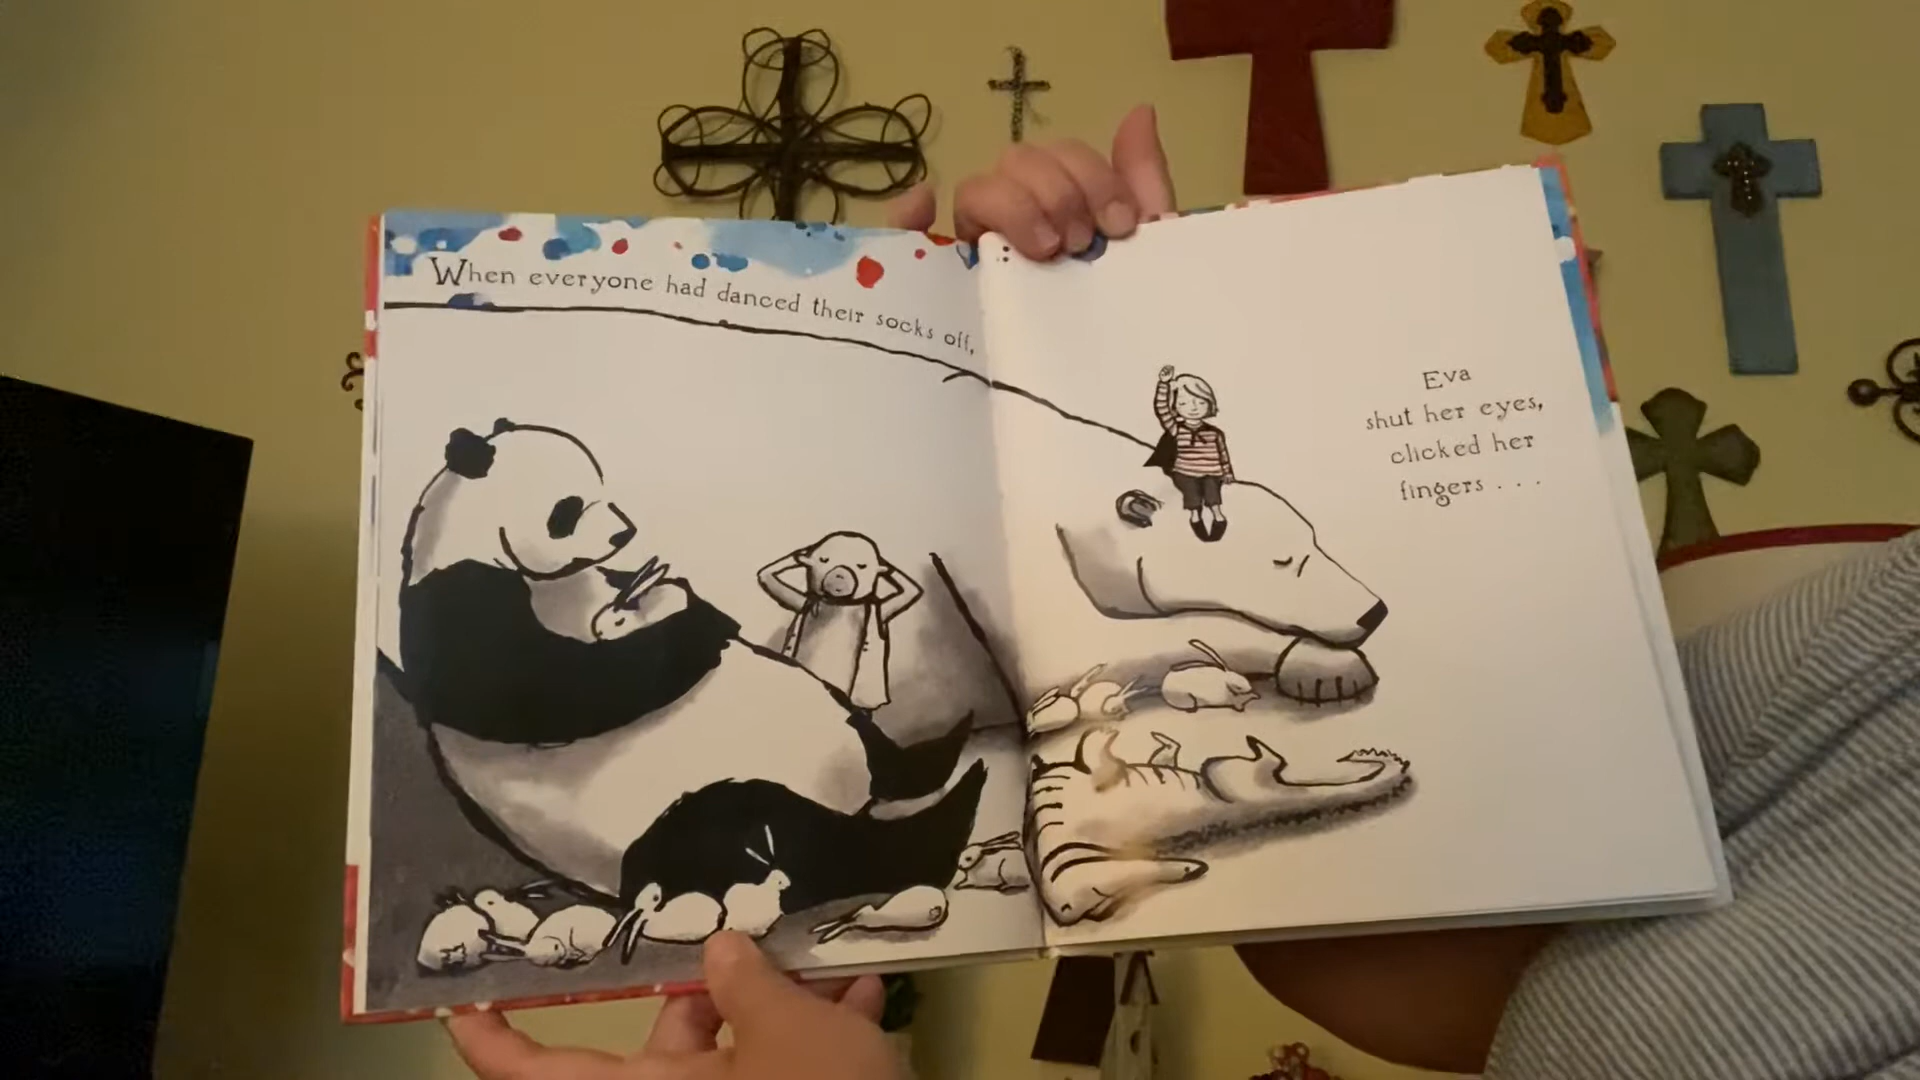 When everyone had danced their socks off,
Eva
shut her eyes,
clicked her
fingers . . .